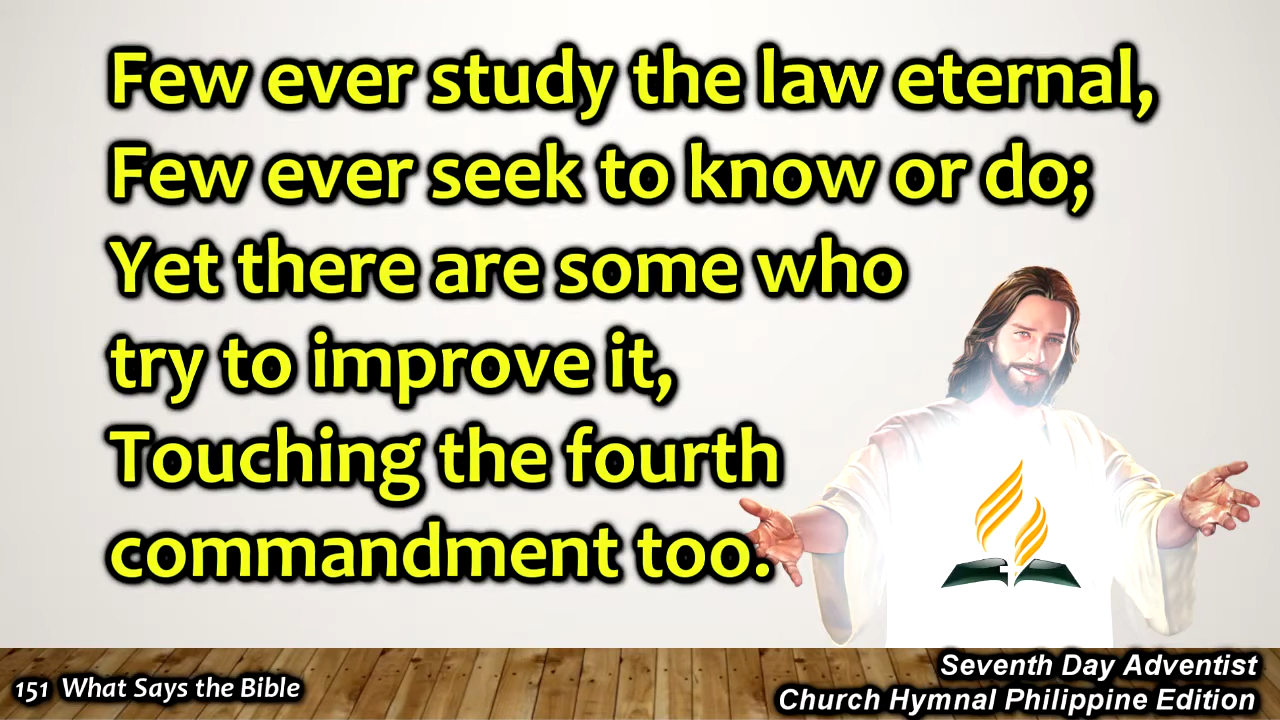 Few ever study the law eternal,
Few ever seek to know or do;
Yet there are some who
try to improve it,
Touching the fourth
commandment too.
151 What Says the Bible
Seventh Day Adventist
Church Hymnal Philippine Edition